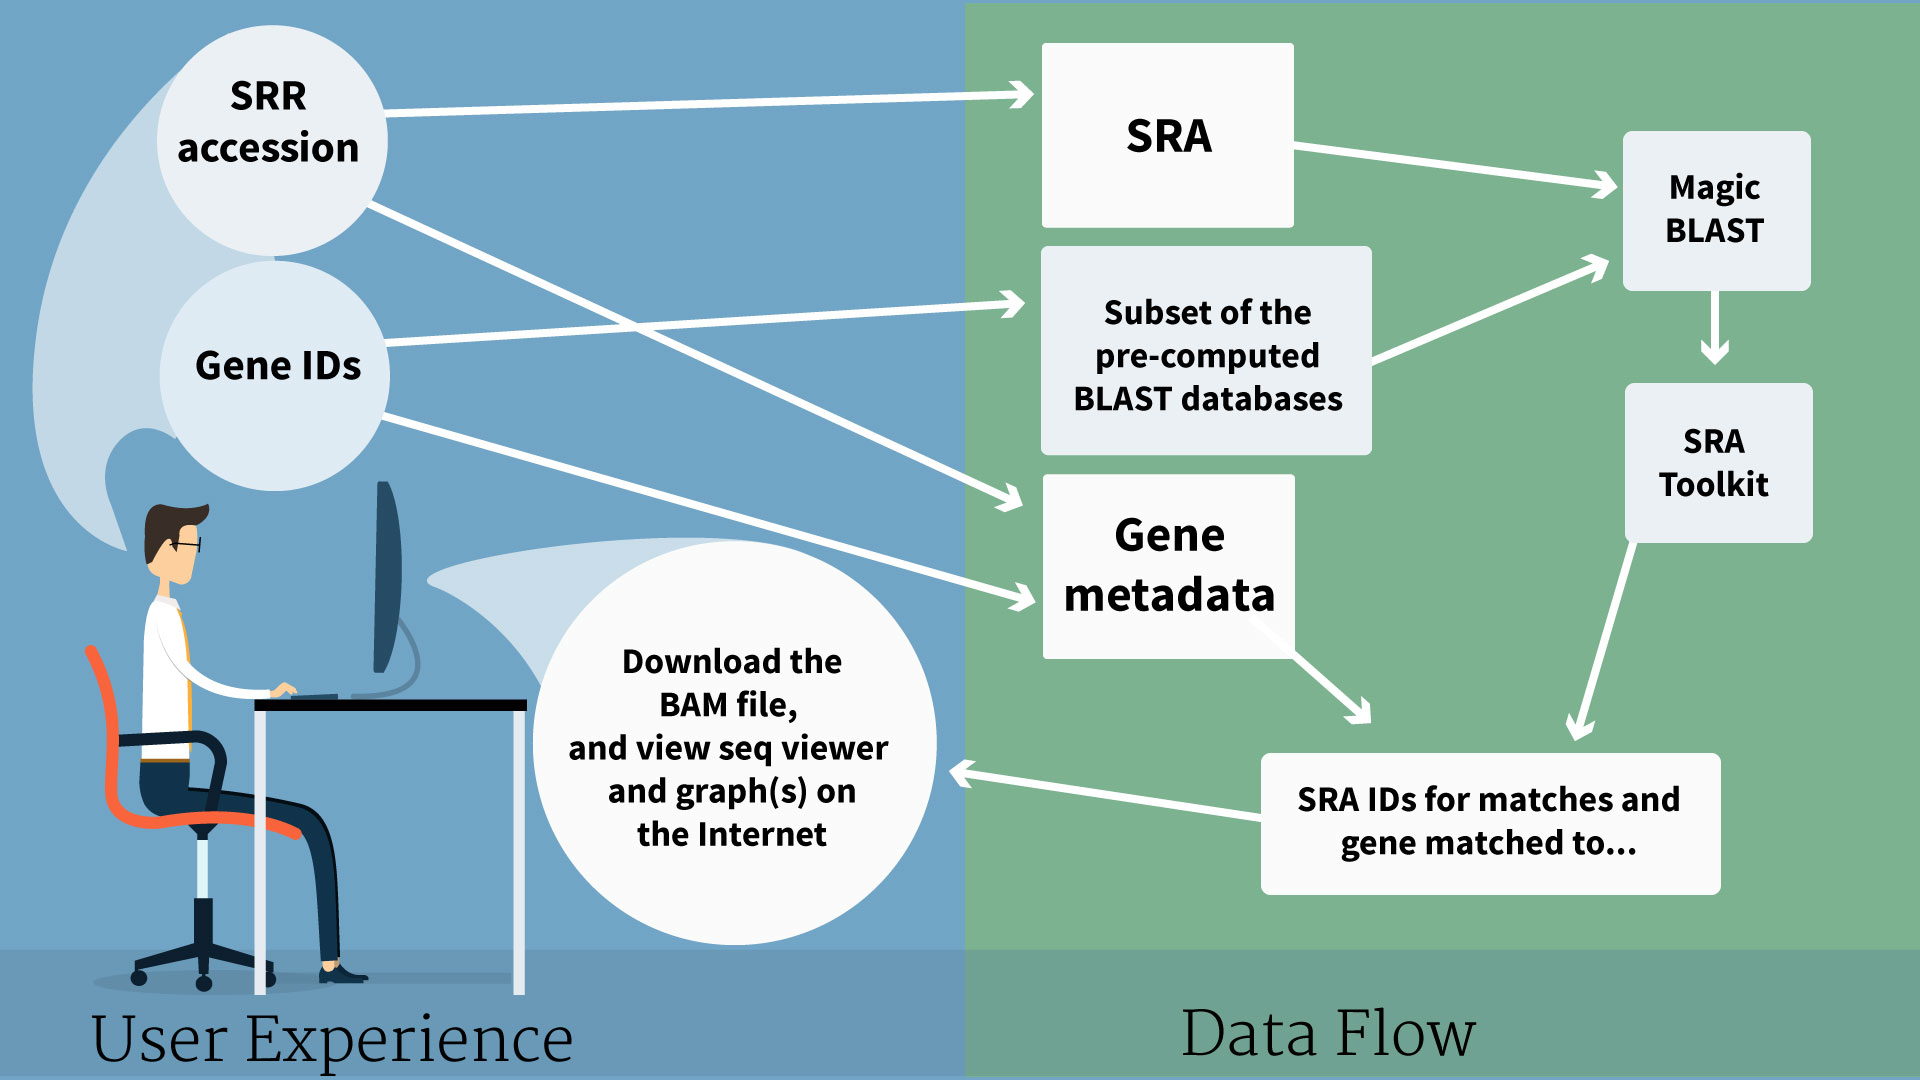 SRR
accession
Gene IDs
Download the
BAM file,
and view seq viewer
and graph(s) on
the Internet
User Experience
SRA
Subset of the
pre-computed
BLAST databases
Gene
metadata
Magic
BLAST
SRA
Toolkit
SRA IDs for matches and
gene matched to...
Data Flow